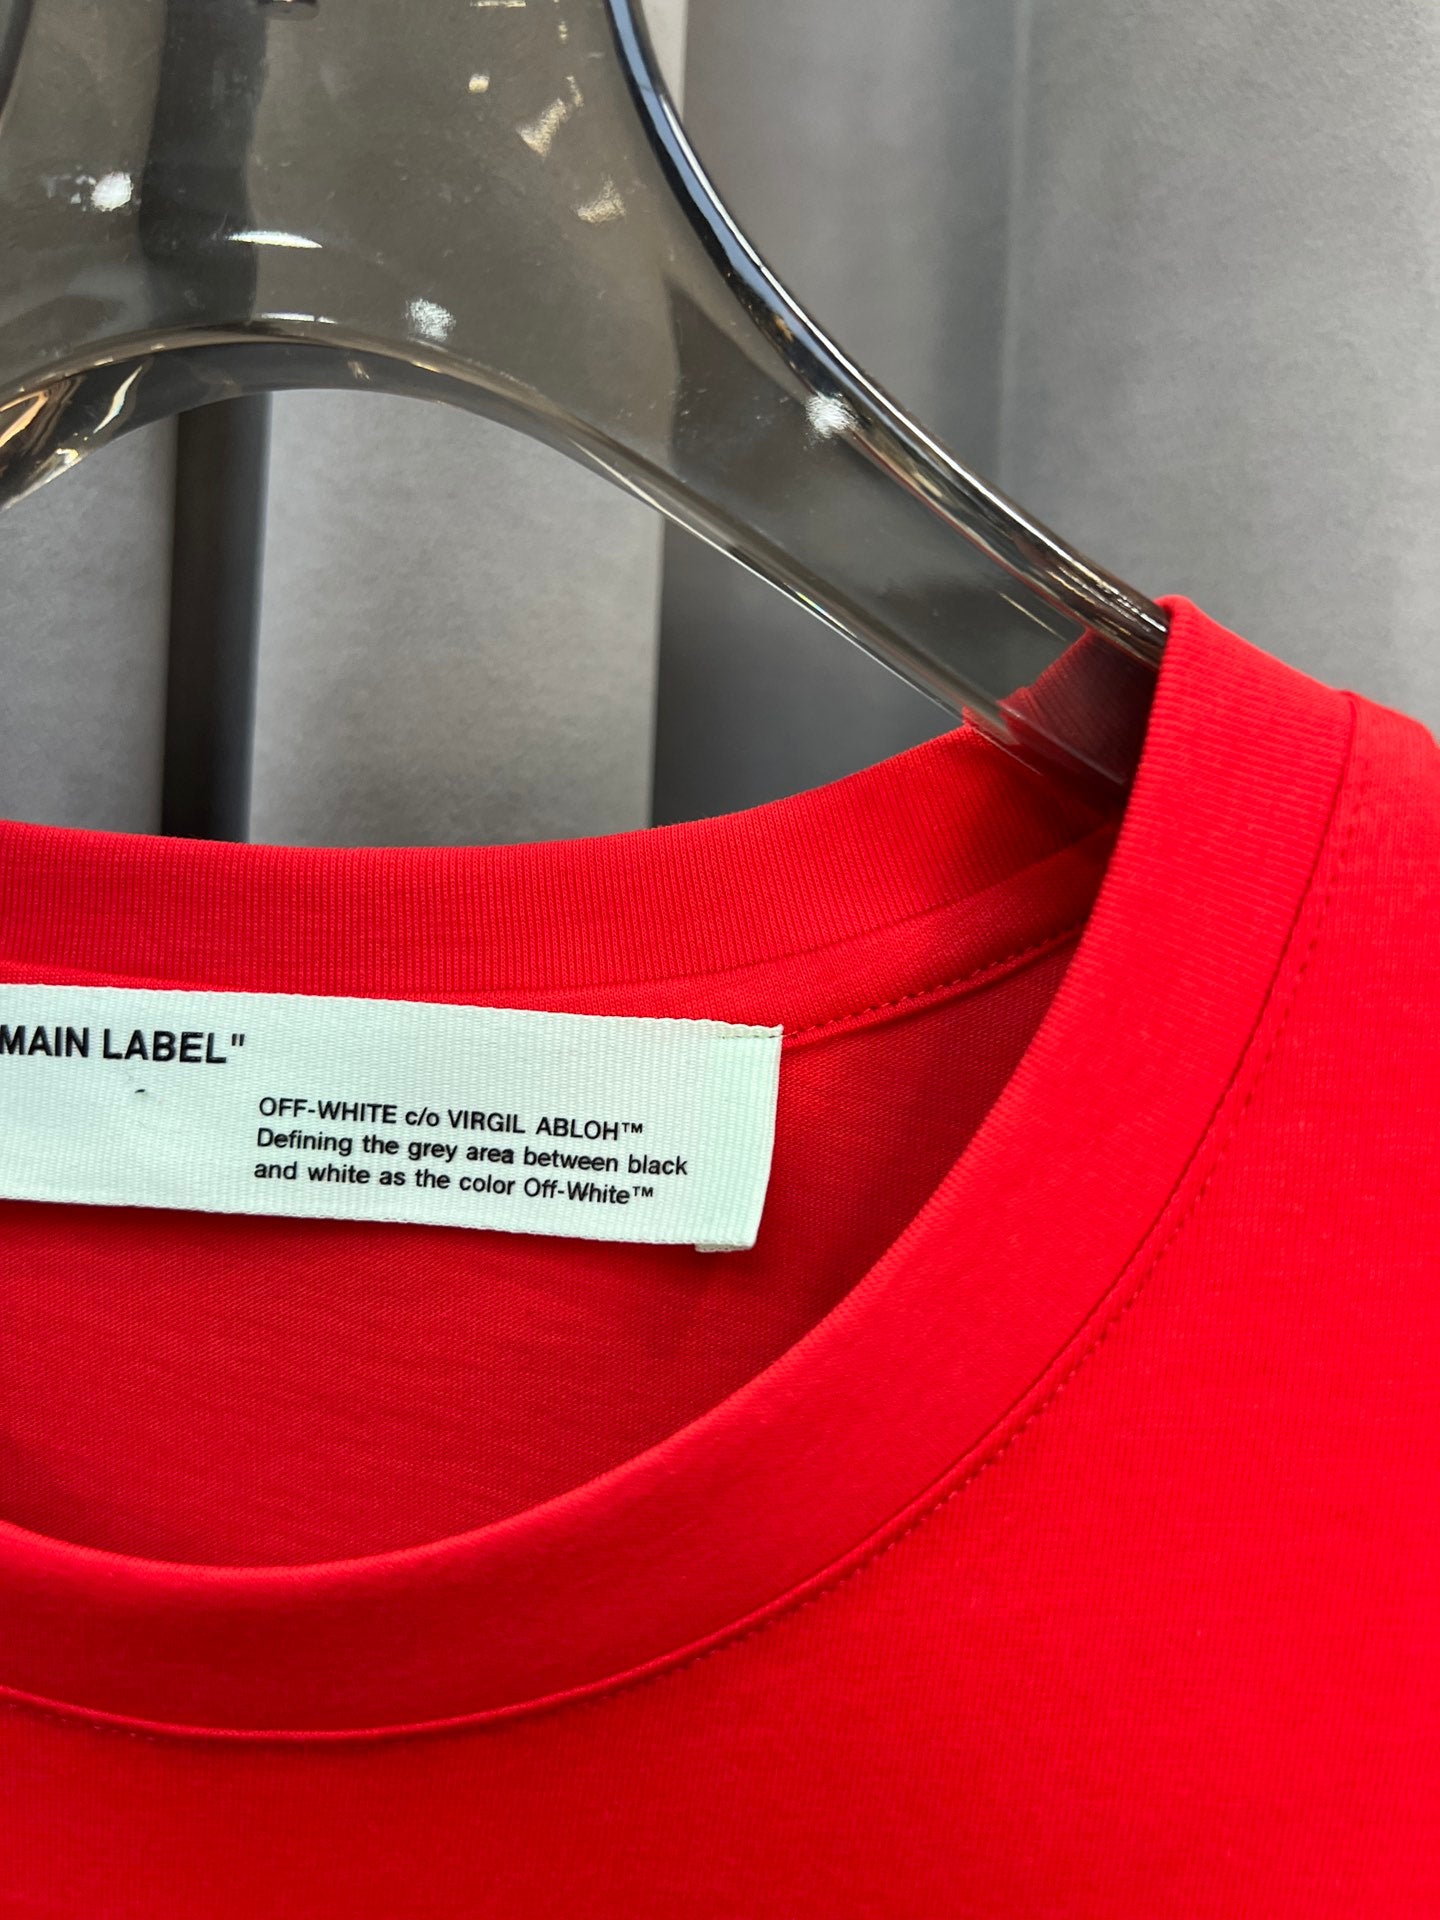 MAIN LABEL"
OFF-WHITE c/o VIRGIL ABLOH™
Defining the grey area between black
and white as the color Off-White™